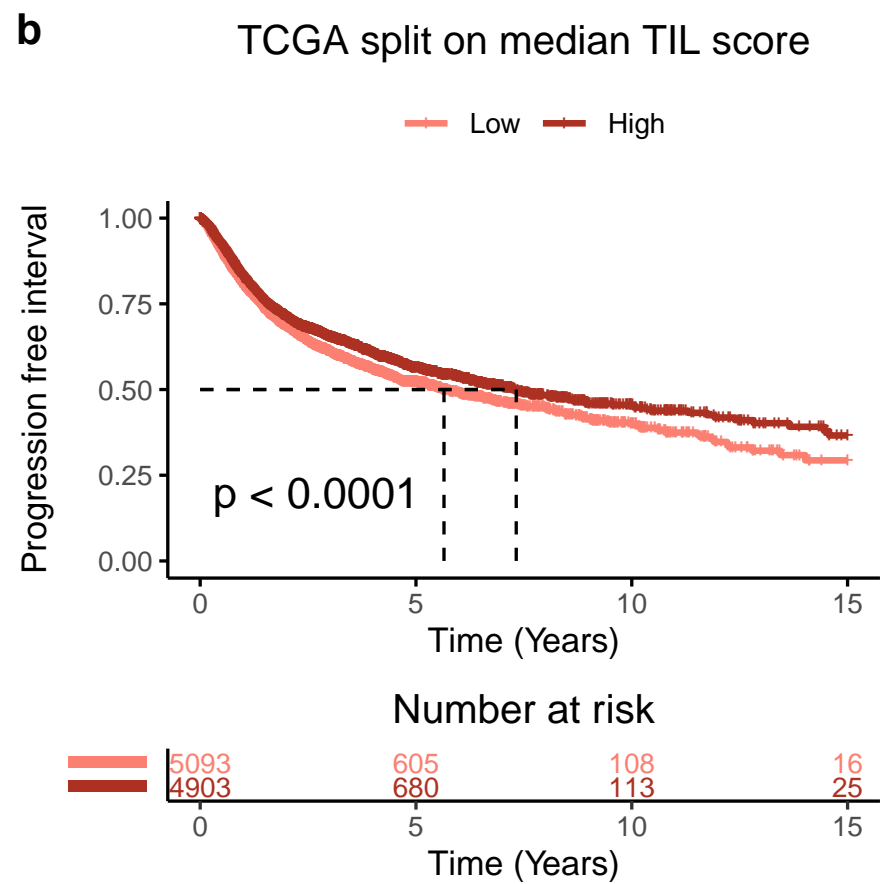 b
TCGA split on median TIL score
Low High
Progression free interval
1.00
0.75
0.50
0.25
0.00
p < 0.0001
0 5 10 15
Time (Years)
Number at risk
5093 605 108 16
4903 680 113 25
0 5 10 15
Time (Years)